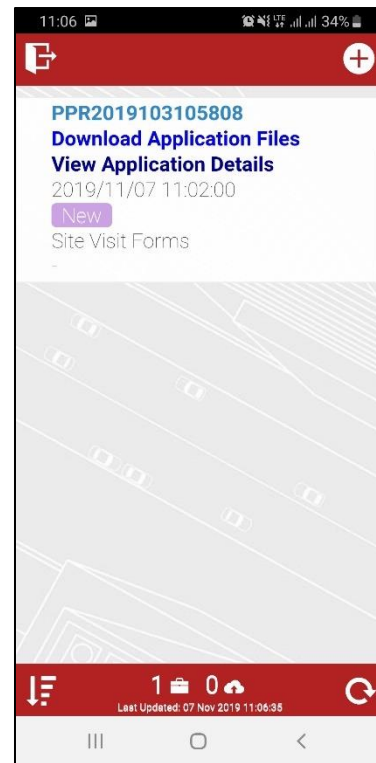 11:06 34%
PPR2019103105808
Download Application Files
View Application Details
2019/11/07 11:02:00
New
Site Visit Forms
-
1 0
Last Updated: 07 Nov 2019 11:06:35